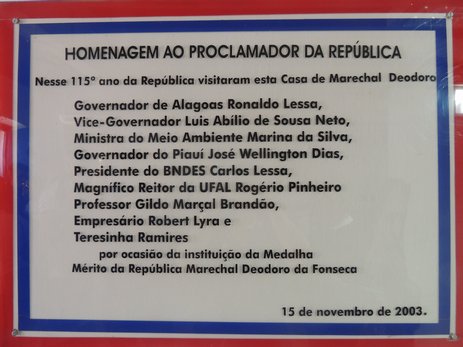 HOMENAGEM AO PROCLAMADOR DA REPÚBLICA
Nesse 115º ano da República visitaram esta Casa de Marechal Deodoro
Governador de Alagoas Ronaldo Lessa,
Vice-Governador Luis Abílio de Sousa Neto,
Ministra do Meio Ambiente Marina da Silva,
Governador do Piauí José Wellington Dias,
Presidente do BNDES Carlos Lessa,
Magnífico Reitor da UFAL Rogério Pinheiro
Professor Gildo Marçal Brandão,
Empresário Robert Lyra e
Teresinha Ramires
por ocasião da instituição da Medalha
Mérito da República Marechal Deodoro da Fonseca
15 de novembro de 2003.